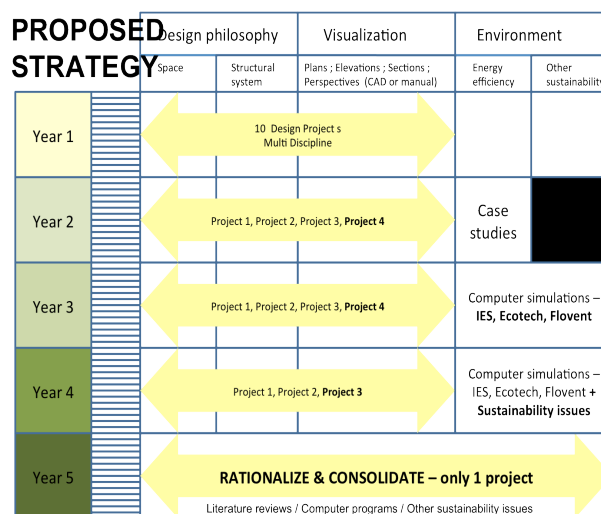 PROPOSED
STRATEGY
Design philosophy
Visualization
Environment
Space
Structural
system
Plans ; Elevations ; Sections ;
Perspectives (CAD or manual)
Energy
efficiency
Other
sustainability
Year 1
10 Design Project s
Multi Discipline
Year 2
Project 1, Project 2, Project 3, Project 4
Case
studies
Year 3
Project 1, Project 2, Project 3, Project 4
Computer simulations –
IES, Ecotech, Flovent
Year 4
Project 1, Project 2, Project 3
Computer simulations –
IES, Ecotech, Flovent +
Sustainability issues
Year 5
RATIONALIZE & CONSOLIDATE – only 1 project
Literature reviews / Computer programs / Other sustainability issues